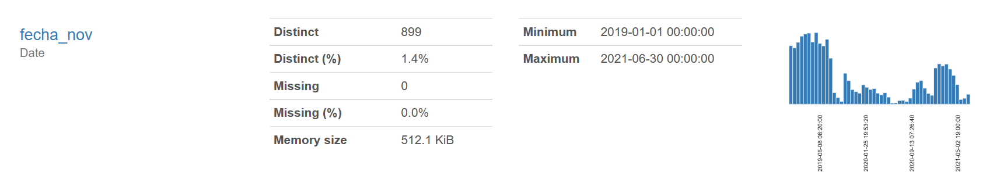 fecha_nov
Date
Distinct 899
Distinct (%) 1.4%
Missing 0
Missing (%) 0.0%
Memory size 512.1 KiB
Minimum 2019-01-01 00:00:00
Maximum 2021-06-30 00:00:00
2019-06-08 08:20:00
2020-01-25 19:53:20
2020-09-13 07:26:40
2021-05-02 19:00:00